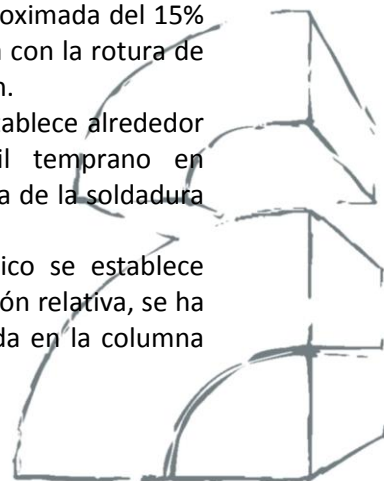 oximada del 15%
con la rotura de
n.
tablece alrededor
il temprano en
a de la soldadura
ico se establece
ón relativa, se ha
da en la columna